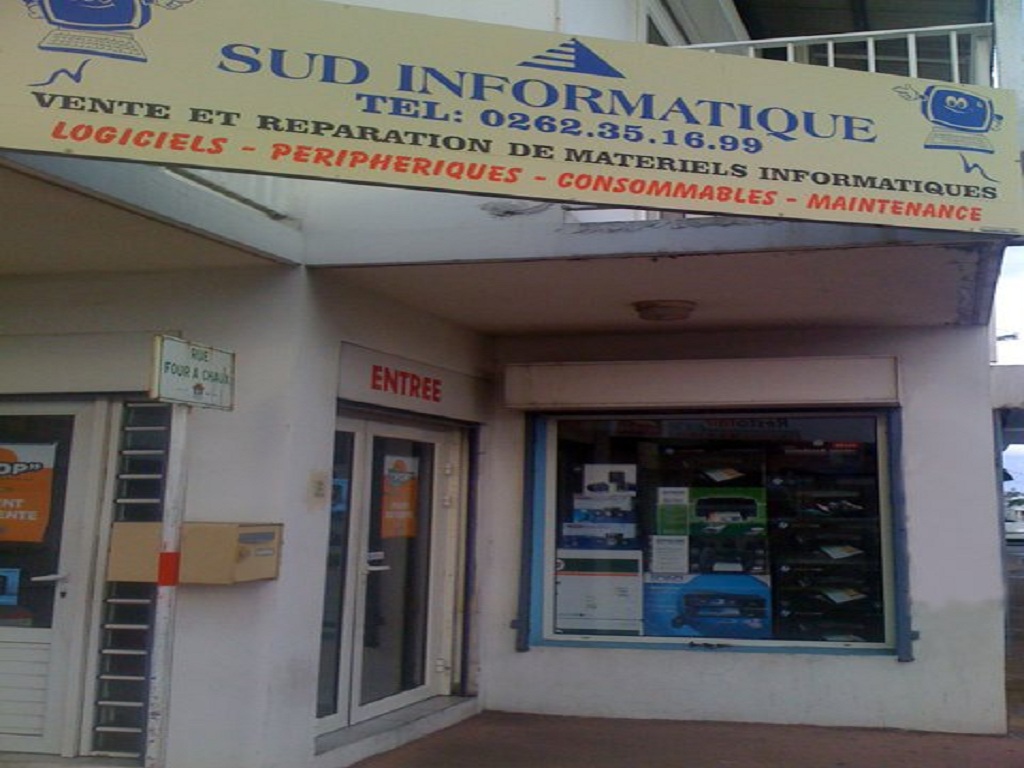 SUD INFORMATIQUE
TEL: 0262.35.16.99
VENTE ET REPARATION DE MATERIELS INFORMATIQUES
LOGICIELS - PERIPHERIQUES - CONSOMMABLES - MAINTENANCE
RUE
FOUR A CHAUX
ENTREE
EPSON